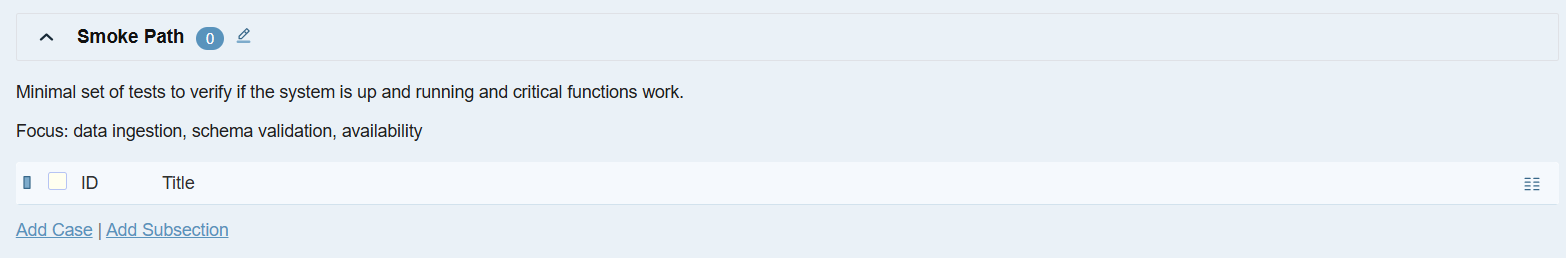 Smoke Path 0
Minimal set of tests to verify if the system is up and running and critical functions work.
Focus: data ingestion, schema validation, availability
ID Title
Add Case | Add Subsection